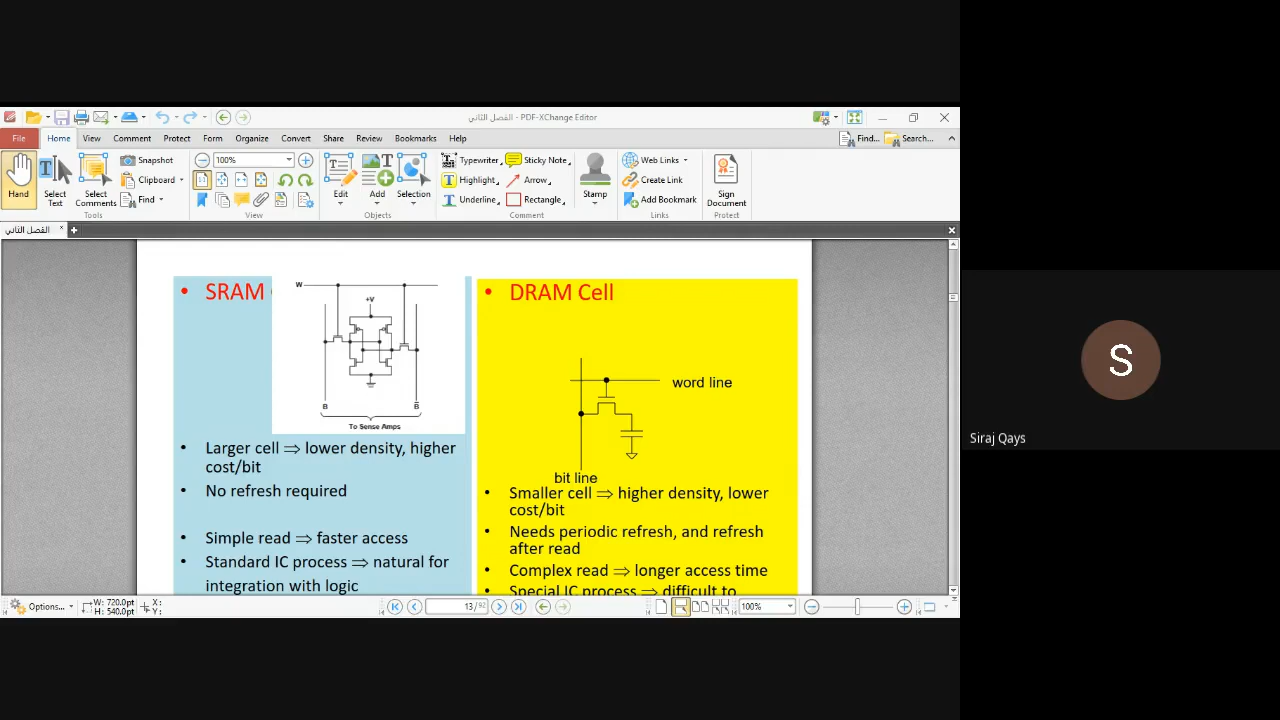 الفصل الثاني - PDF-XChange Editor
File Home View Comment Protect Form Organize Convert Share Review Bookmarks Help Find... Search...
Hand
Select Text
Select Comments
Snapshot
Clipboard
Find
Tools
100%
View
Edit
Add
Selection
Objects
Typewriter
Highlight
Underline
Sticky Note
Arrow
Rectangle
Comment
Stamp
Web Links
Create Link
Add Bookmark
Links
Sign Document
Protect
الفصل الثاني
• SRAM
W
+V
B B
To Sense Amps
• Larger cell ⇒ lower density, higher
cost/bit
• No refresh required
• Simple read ⇒ faster access
• Standard IC process ⇒ natural for
integration with logic
• DRAM Cell
word line
bit line
• Smaller cell ⇒ higher density, lower
cost/bit
• Needs periodic refresh, and refresh
after read
• Complex read ⇒ longer access time
• Special IC process ⇒ difficult to
Options... W: 720.0pt H: 540.0pt X: Y: 13 / 92 100%
S
Siraj Qays